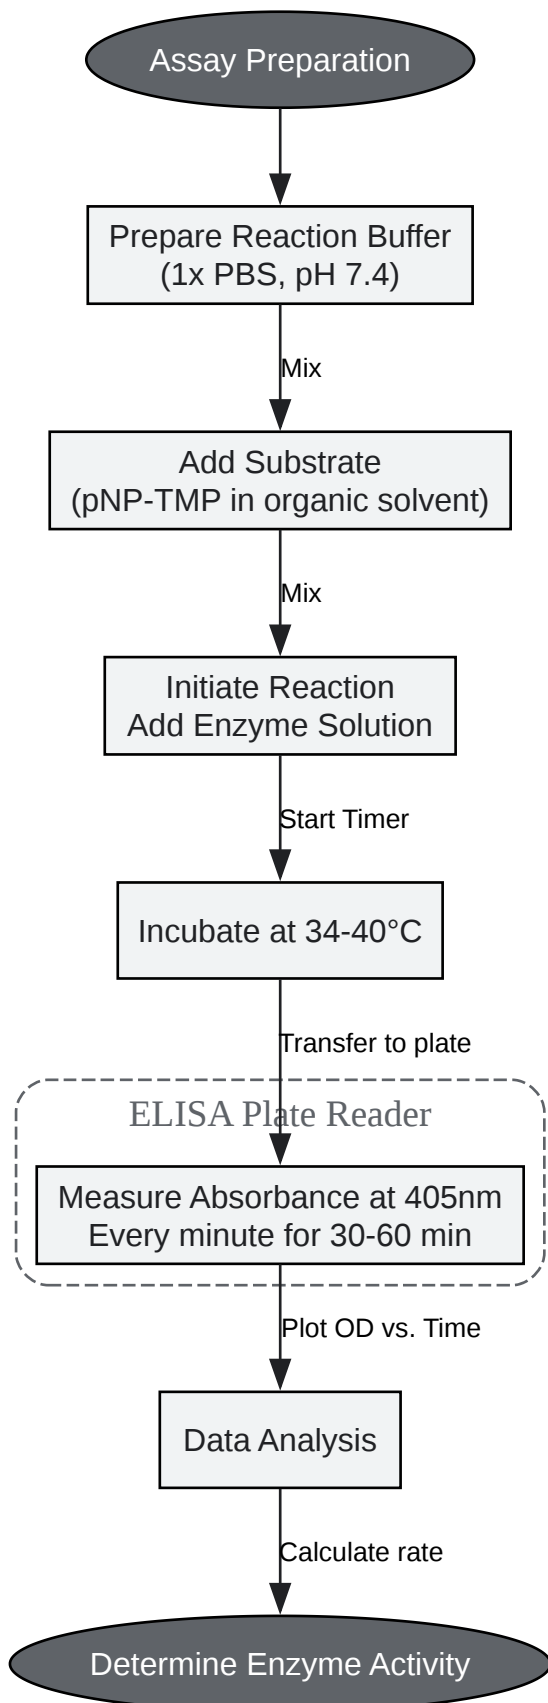 Assay Preparation
Prepare Reaction Buffer
(1x PBS, pH 7.4)
Mix
Add Substrate
(pNP-TMP in organic solvent)
Mix
Initiate Reaction
Add Enzyme Solution
Start Timer
Incubate at 34-40°C
Transfer to plate
ELISA Plate Reader
Measure Absorbance at 405nm
Every minute for 30-60 min
Plot OD vs. Time
Data Analysis
Calculate rate
Determine Enzyme Activity